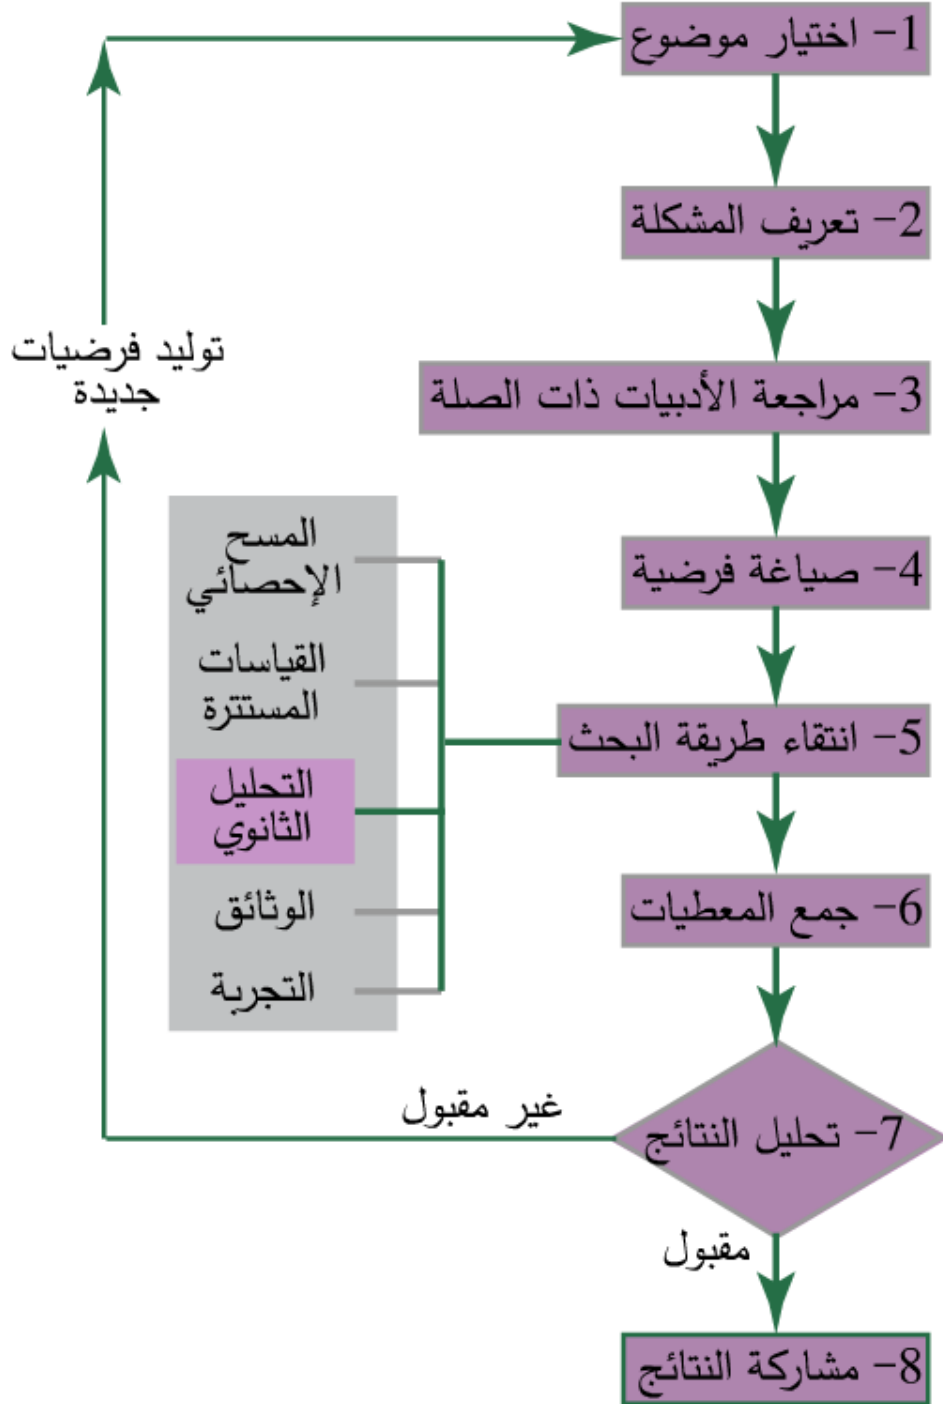 1- اختيار موضوع
2- تعريف المشكلة
3- مراجعة الأدبيات ذات الصلة
4- صياغة فرضية
5- انتقاء طريقة البحث
المسح
الإحصائي
القياسات
المستترة
التحليل
الثانوي
الوثائق
التجربة
6- جمع المعطيات
7- تحليل النتائج
غير مقبول
توليد فرضيات
جديدة
مقبول
8- مشاركة النتائج